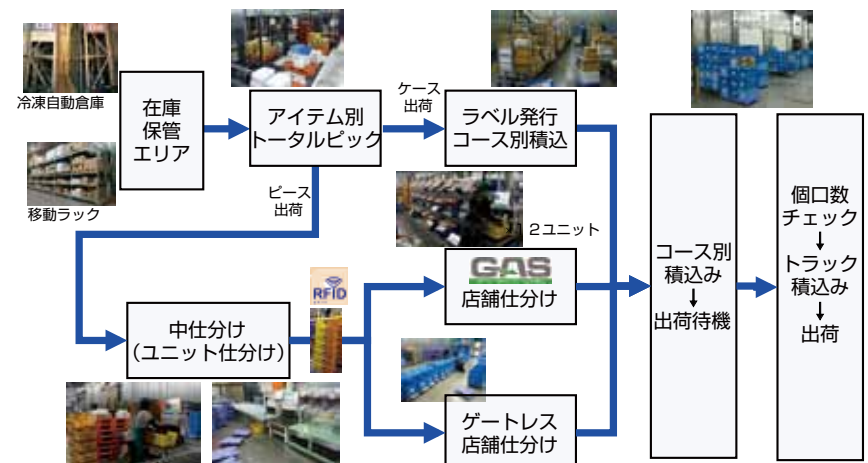 冷凍自動倉庫
移動ラック
在庫
保管
エリア
アイテム別
トータルピック
ケース
出荷
ラベル発行
コース別積込
ピース
出荷
中仕分け
（ユニット仕分け）
RFID
2ユニット
GAS
店舗仕分け
ゲートレス
店舗仕分け
コース別
積込み
↓
出荷待機
個口数
チェック
↓
トラック
積込み
↓
出荷